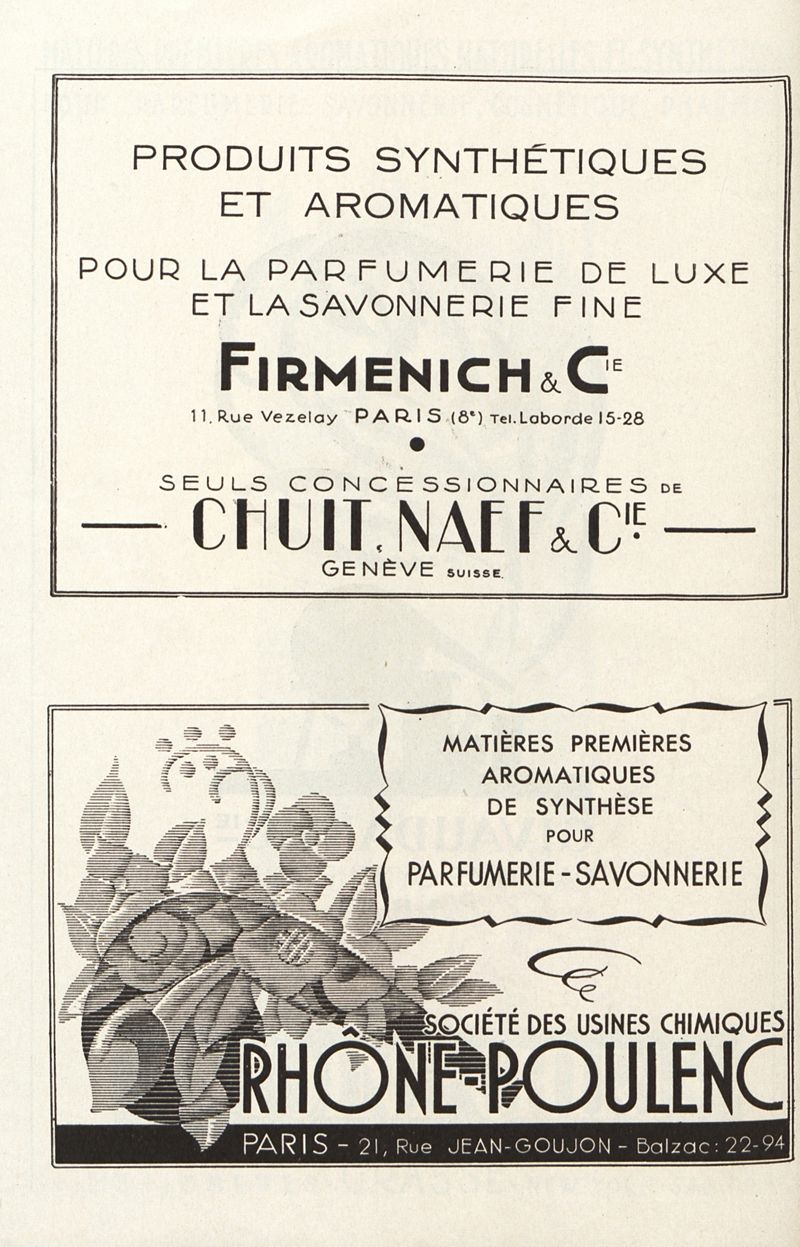 PRODUITS SYNTHÉTIQUES
ET AROMATIQUES
POUR LA PARFUMERIE DE LUXE
ET LA SAVONNERIE FINE
FIRMENICH & CIE
11, Rue Vezelay PARIS (8e) Tel. Laborde 15-28
SEULS CONCESSIONNAIRES DE
CHUIT, NAEF & CIE.
GENÈVE SUISSE.
MATIÈRES PREMIÈRES
AROMATIQUES
DE SYNTHÈSE
POUR
PARFUMERIE-SAVONNERIE
SOCIÉTÉ DES USINES CHIMIQUES
RHÔNE-POULENC
PARIS - 21, Rue JEAN-GOUJON - Balzac: 22-94